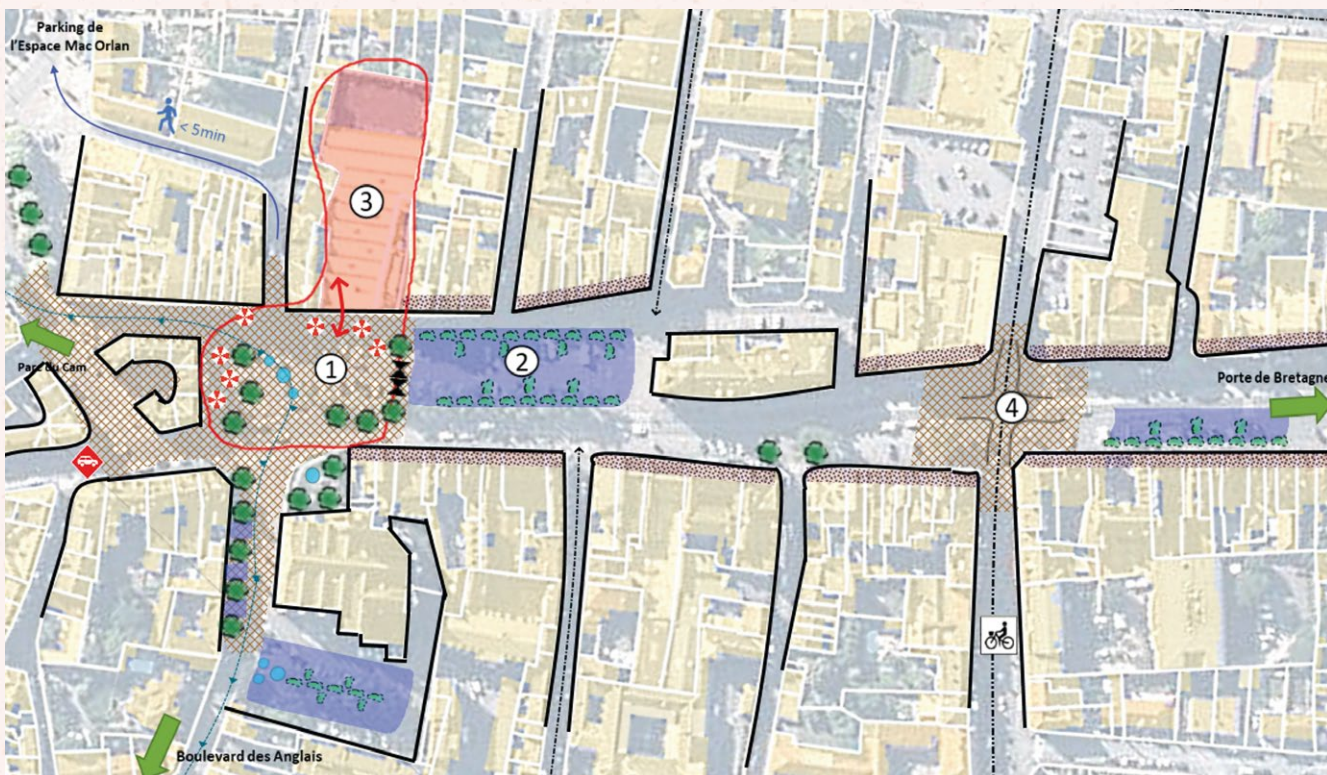 Parking de
l'Espace Mac Orlan
< 5min
3
1
2
Parc du Cam
4
Porte de Bretagne
Boulevard des Anglais